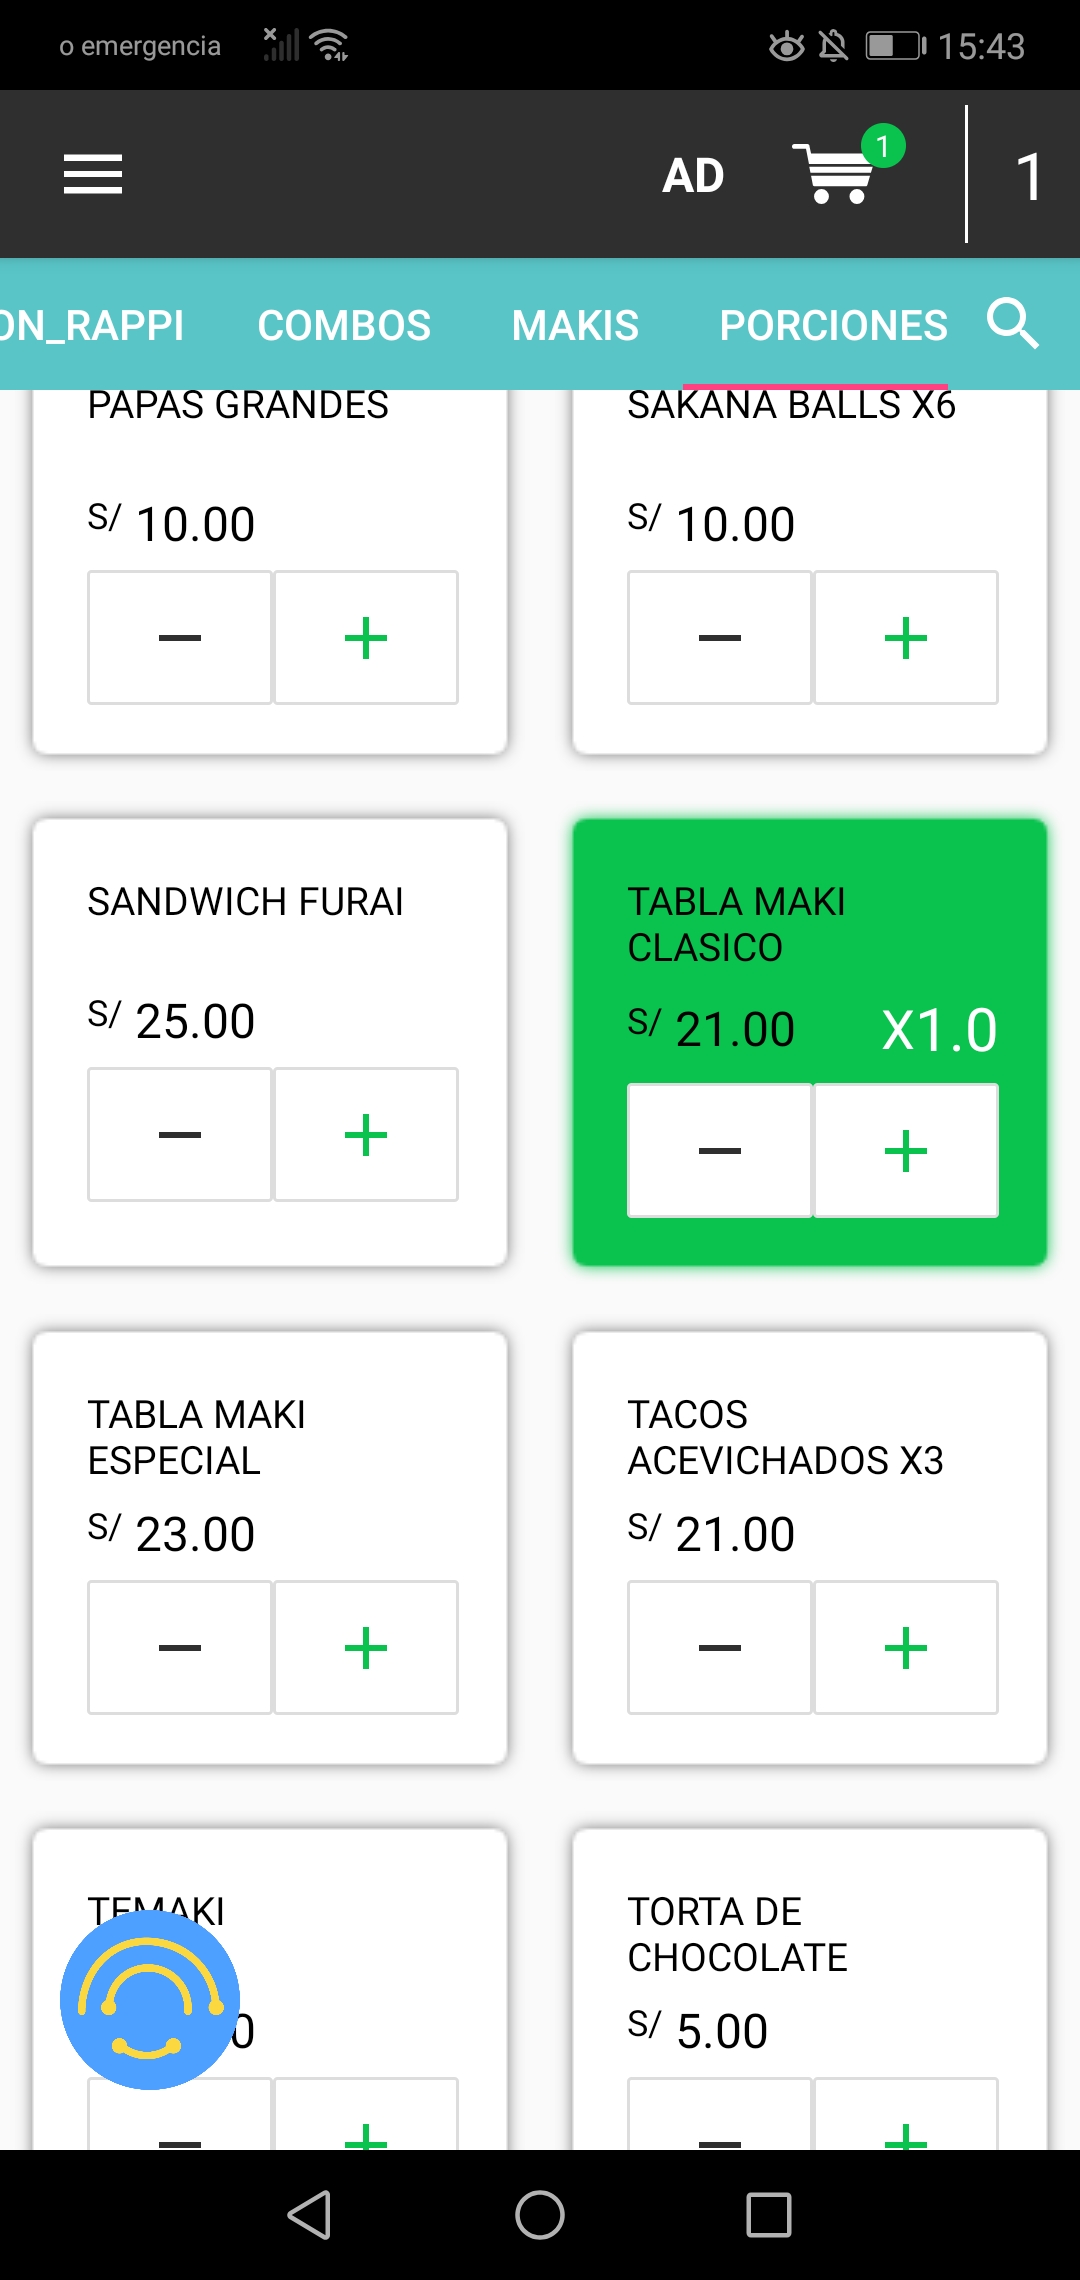 o emergencia
15:43
AD
1
1
ON_RAPPI COMBOS MAKIS PORCIONES
PAPAS GRANDES
S/ 10.00
SAKANA BALLS X6
S/ 10.00
SANDWICH FURAI
S/ 25.00
TABLA MAKI
CLASICO
S/ 21.00 X1.0
TABLA MAKI
ESPECIAL
S/ 23.00
TACOS
ACEVICHADOS X3
S/ 21.00
TEMAKI
0
TORTA DE
CHOCOLATE
S/ 5.00